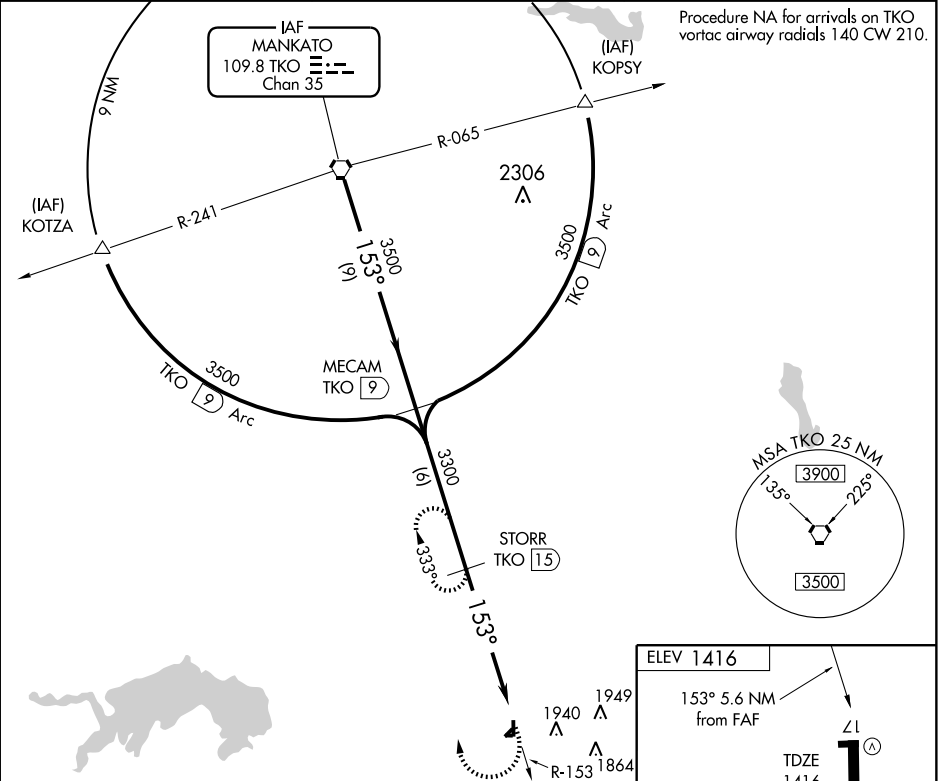 Procedure NA for arrivals on TKO
vortac airway radials 140 CW 210.
IAF
MANKATO
109.8 TKO
Chan 35
(IAF)
KOPSY
9 NM
R-065
2306
(IAF)
KOTZA
R-241
3500
153°
(9)
3500
TKO 9 Arc
MECAM
TKO 9
3500
TKO 9 Arc
3300
(6)
STORR
TKO 15
333°
153°
MSA TKO 25 NM
3900
135°
225°
3500
ELEV 1416
153° 5.6 NM
from FAF
17
TDZE
1416
A
1949
1940
1864
R-153